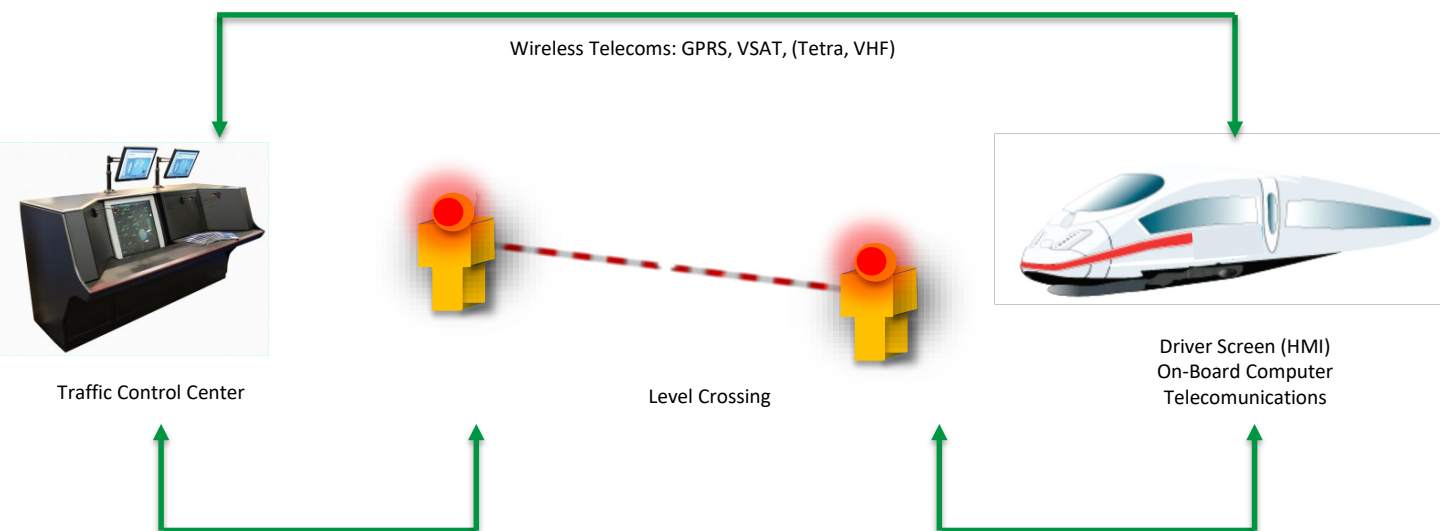 Wireless Telecoms: GPRS, VSAT, (Tetra, VHF)
Traffic Control Center
Level Crossing
Driver Screen (HMI)
On-Board Computer
Telecomunications